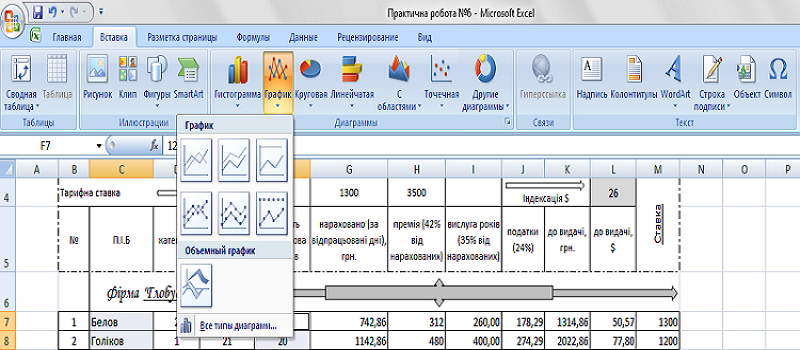 Практична робота №6 - Microsoft Excel
Главная Вставка Разметка страницы Формулы Данные Рецензирование Вид
Сводная таблица Таблица Рисунок Клип Фигуры SmartArt Гистограмма График Круговая Линейчатая С областями Точечная Другие диаграммы Гиперссылка Надпись Колонтитулы WordArt Строка подписи Объект Символ
Таблицы Иллюстрации Диаграммы Связи Текст
F7 fx 12
График
Объемный график
Все типы диаграмм...
A B C G H I J K L M N O P
4 Тарифна ставка 1300 3500 Індексація $ 26
5 № П.І.Б нараховано (за відпрацьовані дні), грн. премія (42% від нарахованих) вислуга років (35% від нарахованих) податки (24%) до видачі, грн. до видачі, $ Ставка
6 Фірма
7 1 Белов 742,86 312 260,00 178,29 1314,86 50,57 1300
8 2 Голіков 1 21 20 1142,86 480 400,00 274,29 2022,86 77,80 1200